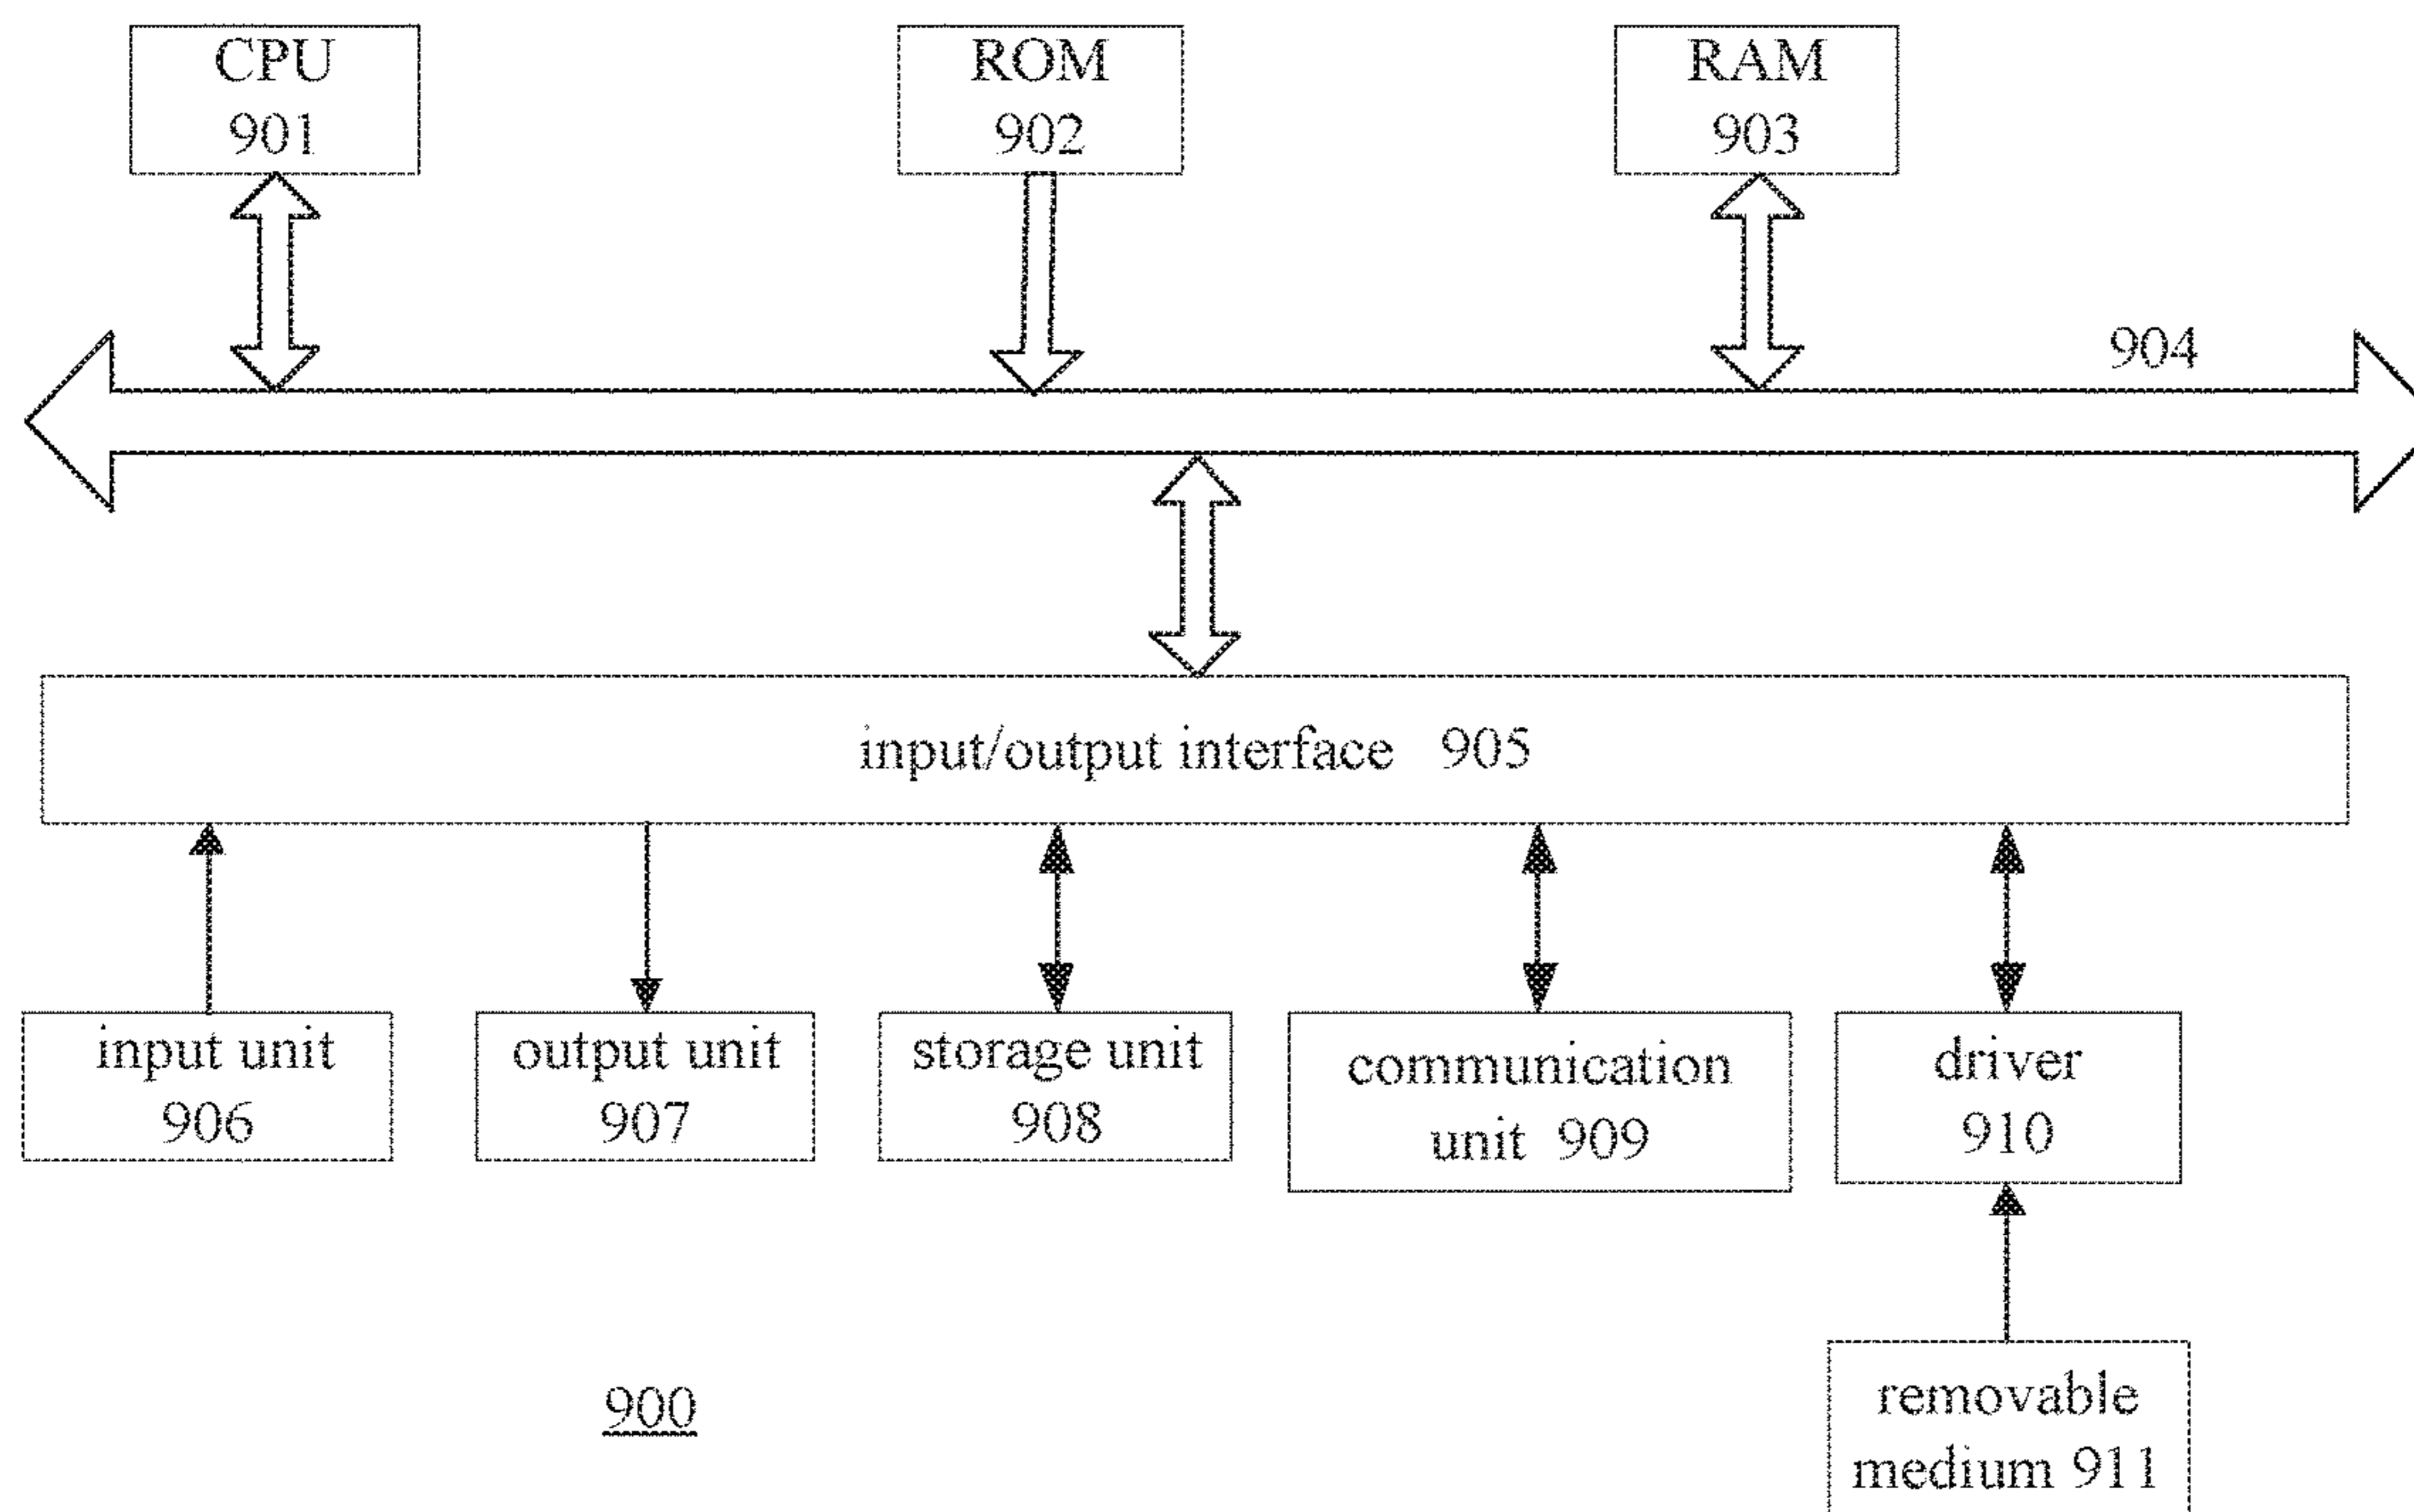 CPU
901
ROM
902
RAM
903
904
input/output interface 905
input unit
906
output unit
907
storage unit
908
communication
unit 909
driver
910
900
removable
medium 911